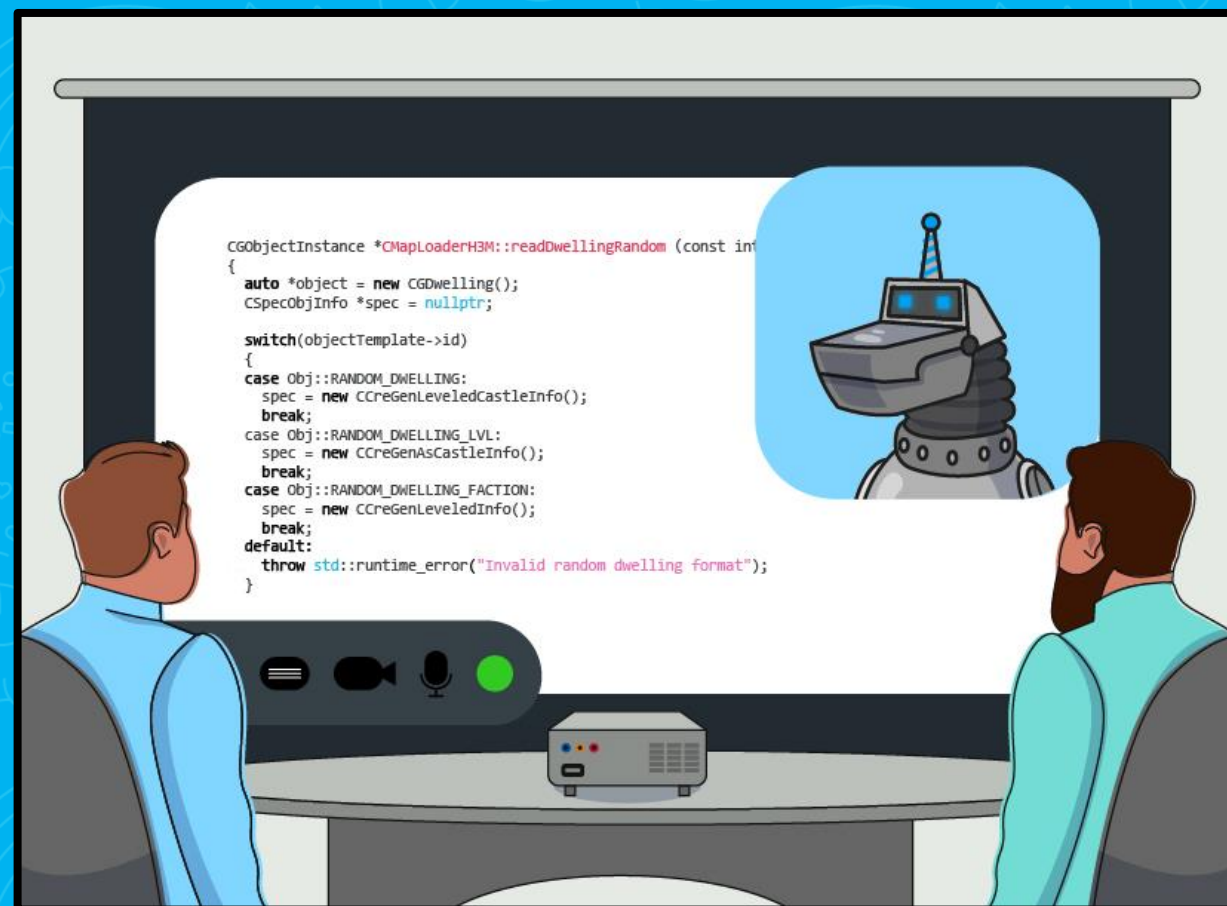 CGObjectInstance *CMapLoaderH3M::readDwellingRandom (const int
{
auto *object = new CGDwelling();
CSpecObjInfo *spec = nullptr;
switch(objectTemplate->id)
{
case Obj::RANDOM_DWELLING:
spec = new CCreGenLeveledCastleInfo();
break;
case Obj::RANDOM_DWELLING_LVL:
spec = new CCreGenAsCastleInfo();
break;
case Obj::RANDOM_DWELLING_FACTION:
spec = new CCreGenLeveledInfo();
break;
default:
throw std::runtime_error("Invalid random dwelling format");
}